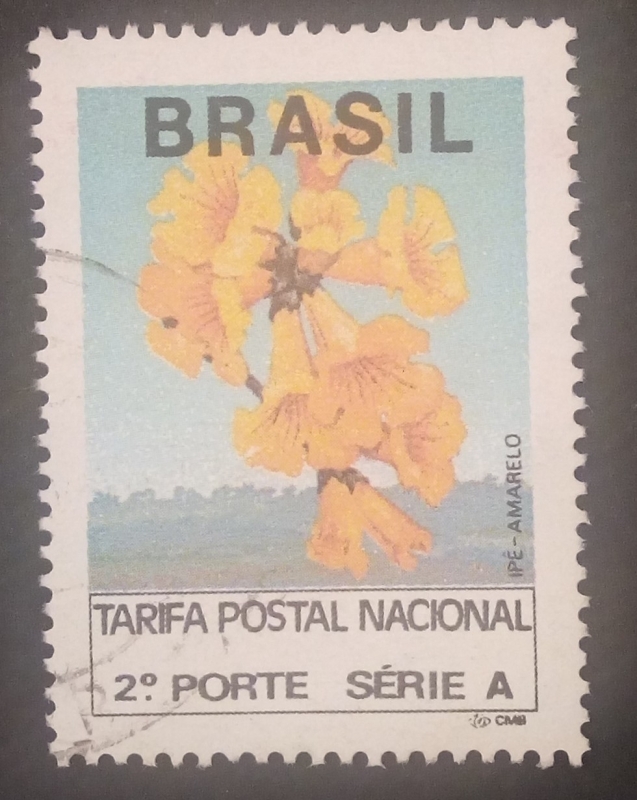 BRASIL
IPÊ-AMARELO
TARIFA POSTAL NACIONAL
2º PORTE SÉRIE A
CMB